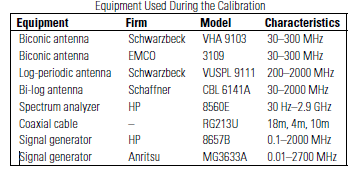 Equipment Used During the Calibration
Equipment Firm Model Characteristics
Biconic antenna Schwarzbeck VHA 9103 30–300 MHz
Biconic antenna EMCO 3109 30–300 MHz
Log-periodic antenna Schwarzbeck VUSPL 9111 200–2000 MHz
Bi-log antenna Schaffner CBL 6141A 30–2000 MHz
Spectrum analyzer HP 8560E 30 Hz–2.9 GHz
Coaxial cable – RG213U 18m, 4m, 10m
Signal generator HP 8657B 0.1–2000 MHz
Signal generator Anritsu MG3633A 0.01–2700 MHz